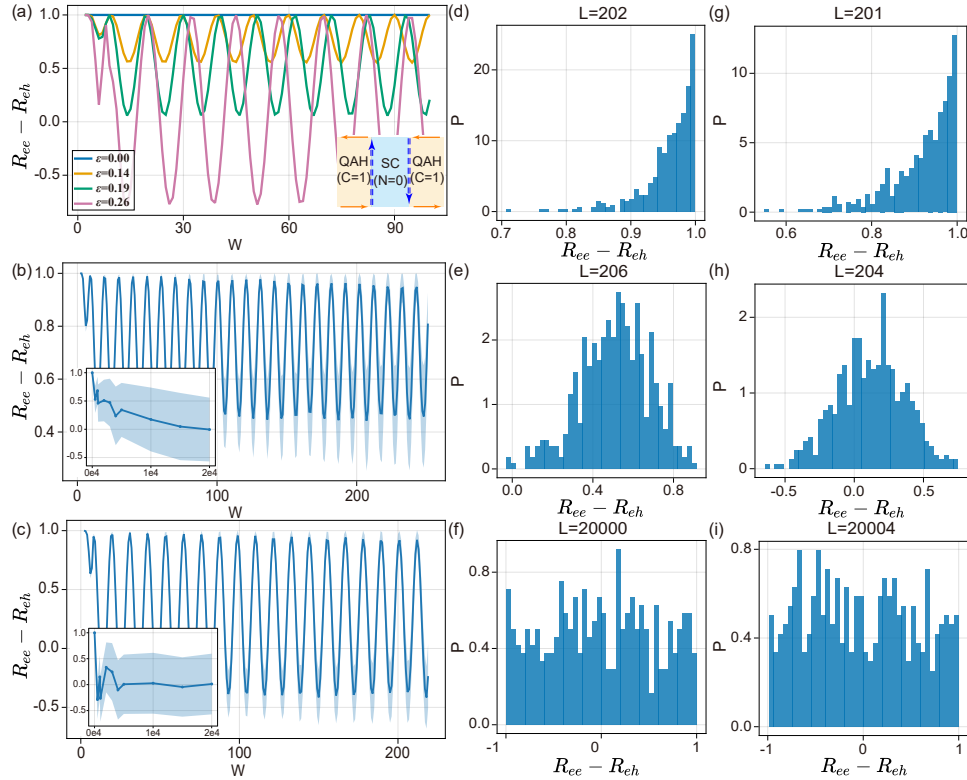 (a)
1.0
0.5
0.0
-0.5
R_ee − R_eh
ε=0.00
ε=0.14
ε=0.19
ε=0.26
QAH
(C=1)
SC
(N=0)
QAH
(C=1)
0
30
60
90
W
(b)
1.0
0.8
0.6
0.4
R_ee − R_eh
1.0
0.5
0.0
0e4
1e4
2e4
0
100
200
W
(c)
1.0
0.5
0.0
-0.5
R_ee − R_eh
1.0
0.5
0.0
-0.5
0e4
1e4
2e4
0
100
200
W
(d)
L=202
20
10
0
P
0.7
0.8
0.9
1.0
R_ee − R_eh
(g)
L=201
10
5
0
P
0.6
0.8
1.0
R_ee − R_eh
(e)
L=206
2
1
0
P
0.0
0.4
0.8
R_ee − R_eh
(h)
L=204
2
1
0
P
-0.5
0.0
0.5
R_ee − R_eh
(f)
L=20000
0.8
0.4
0.0
P
-1
0
1
R_ee − R_eh
(i)
L=20004
0.8
0.4
0.0
P
-1
0
1
R_ee − R_eh